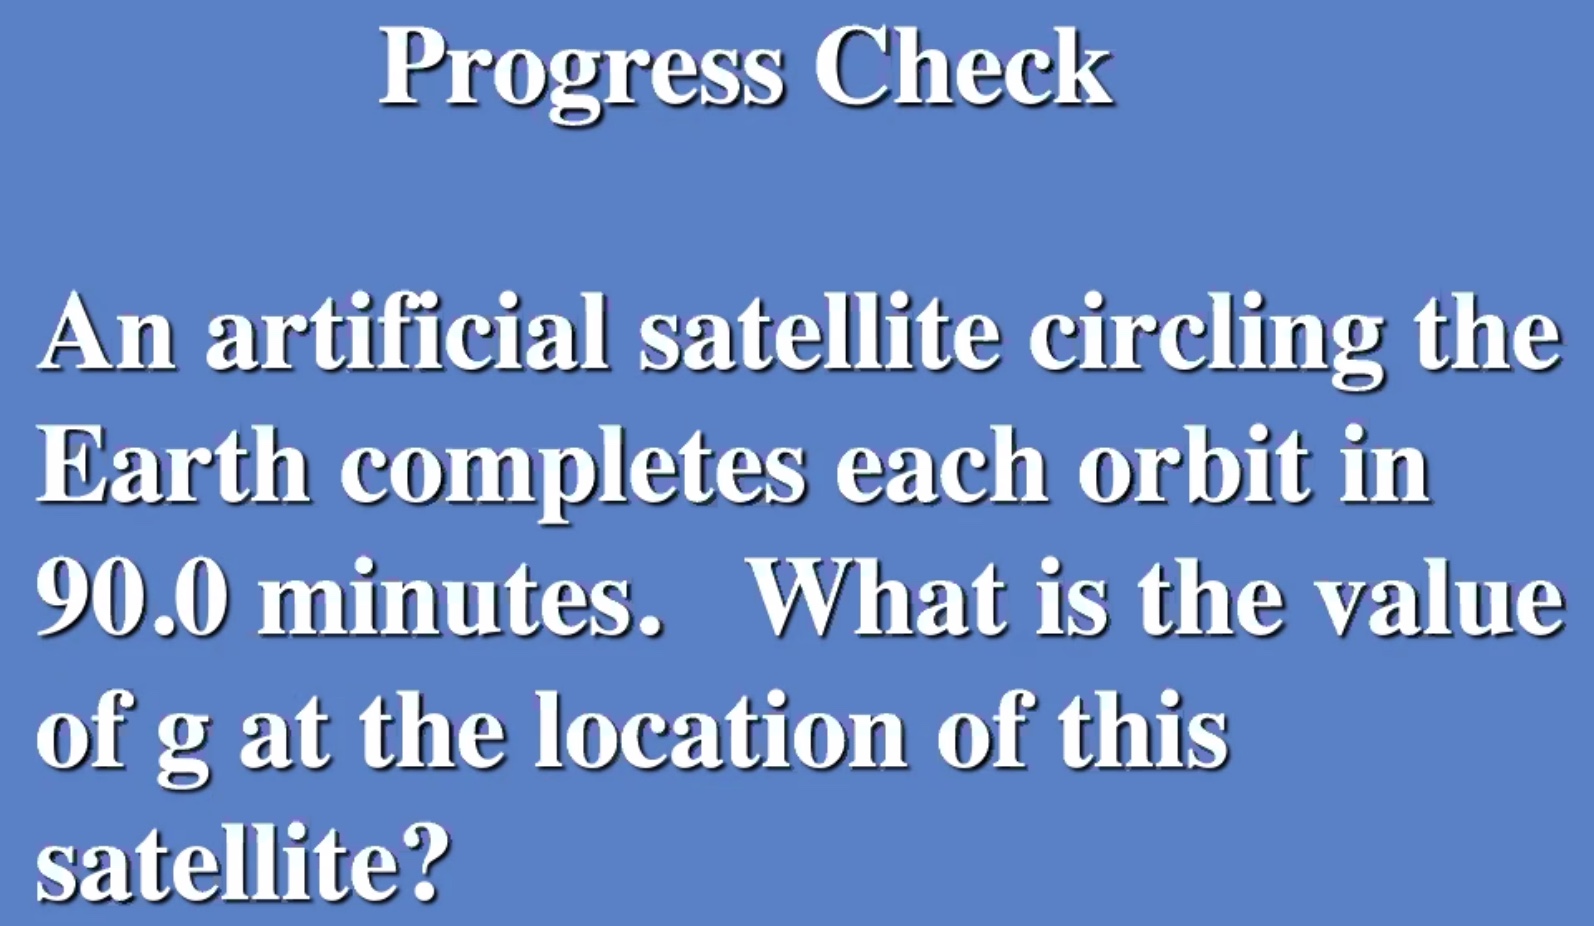 Progress Check
An artificial satellite circling the
Earth completes each orbit in
90.0 minutes.   What is the value
of g at the location of this
satellite?